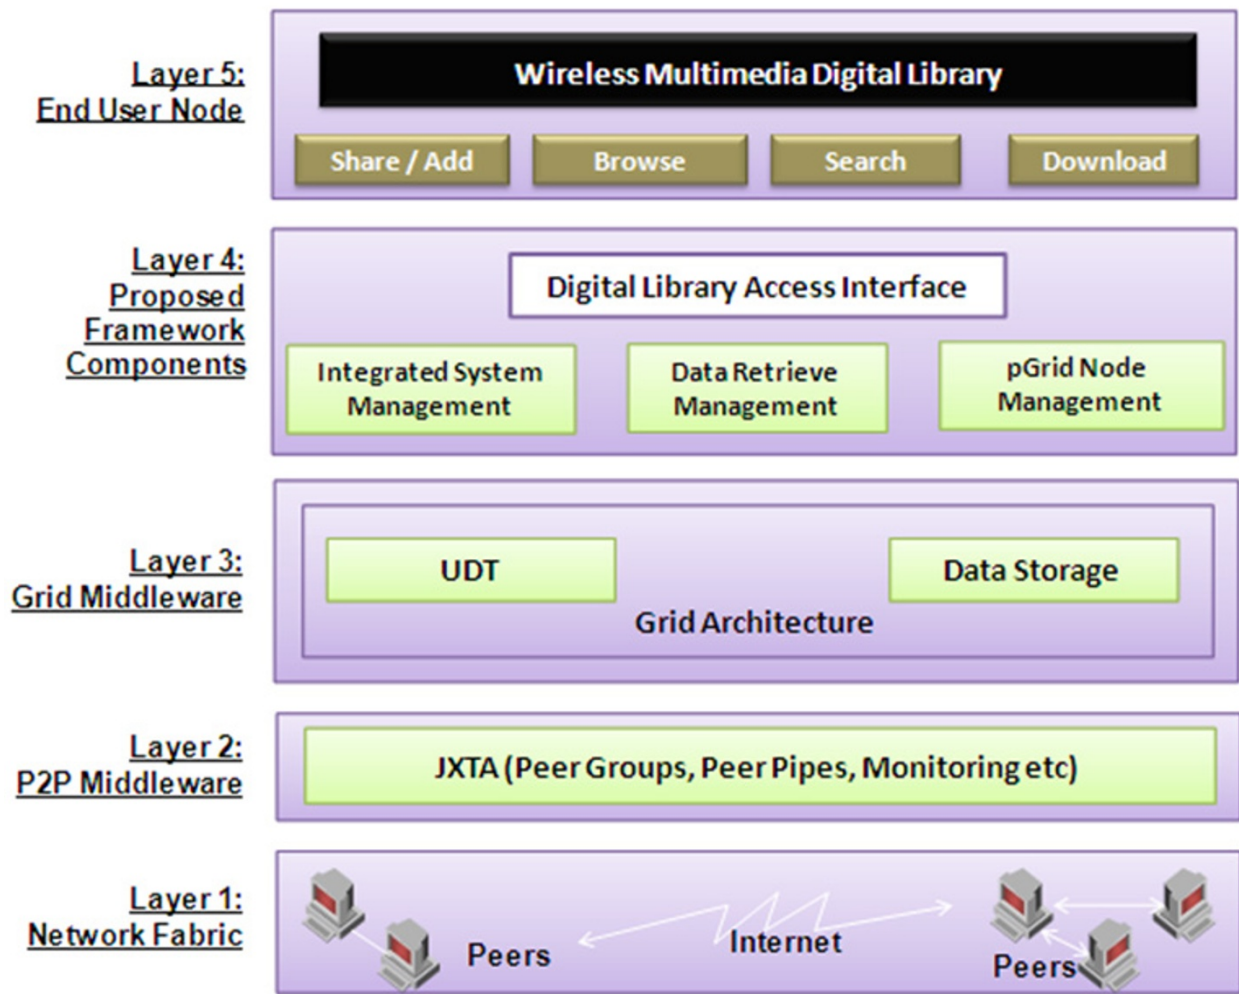 Layer 5:
End User Node
Wireless Multimedia Digital Library
Share / Add
Browse
Search
Download
Layer 4:
Proposed
Framework
Components
Digital Library Access Interface
Integrated System
Management
Data Retrieve
Management
pGrid Node
Management
Layer 3:
Grid Middleware
UDT
Data Storage
Grid Architecture
Layer 2:
P2P Middleware
JXTA (Peer Groups, Peer Pipes, Monitoring etc)
Layer 1:
Network Fabric
Peers
Internet
Peers